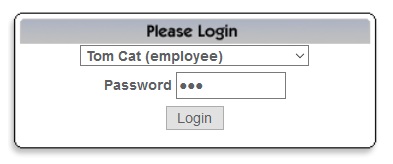 Please Login
Tom Cat (employee)
Password ●●●
Login